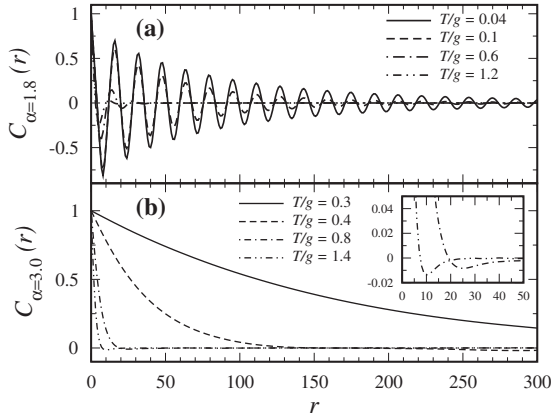 (a)
T/g = 0.04
T/g = 0.1
T/g = 0.6
T/g = 1.2
1
0.5
0
-0.5
C α=1.8 (r)
(b)
T/g = 0.3
T/g = 0.4
T/g = 0.8
T/g = 1.4
0.04
0.02
0
-0.02
0 10 20 30 40 50
1
0.5
0
C α=3.0 (r)
0 50 100 150 200 250 300
r